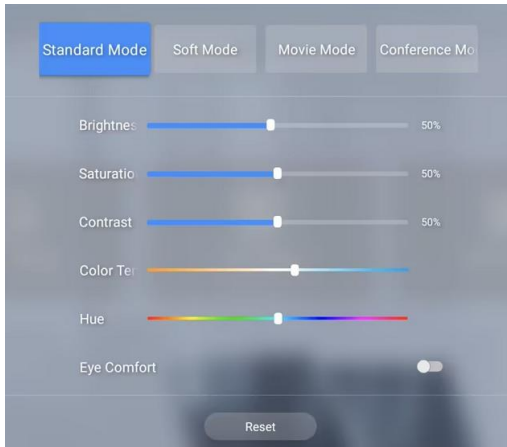 Standard Mode
Soft Mode
Movie Mode
Conference Mo
Brightnes
50%
Saturatio
50%
Contrast
50%
Color Ter
Hue
Eye Comfort
Reset